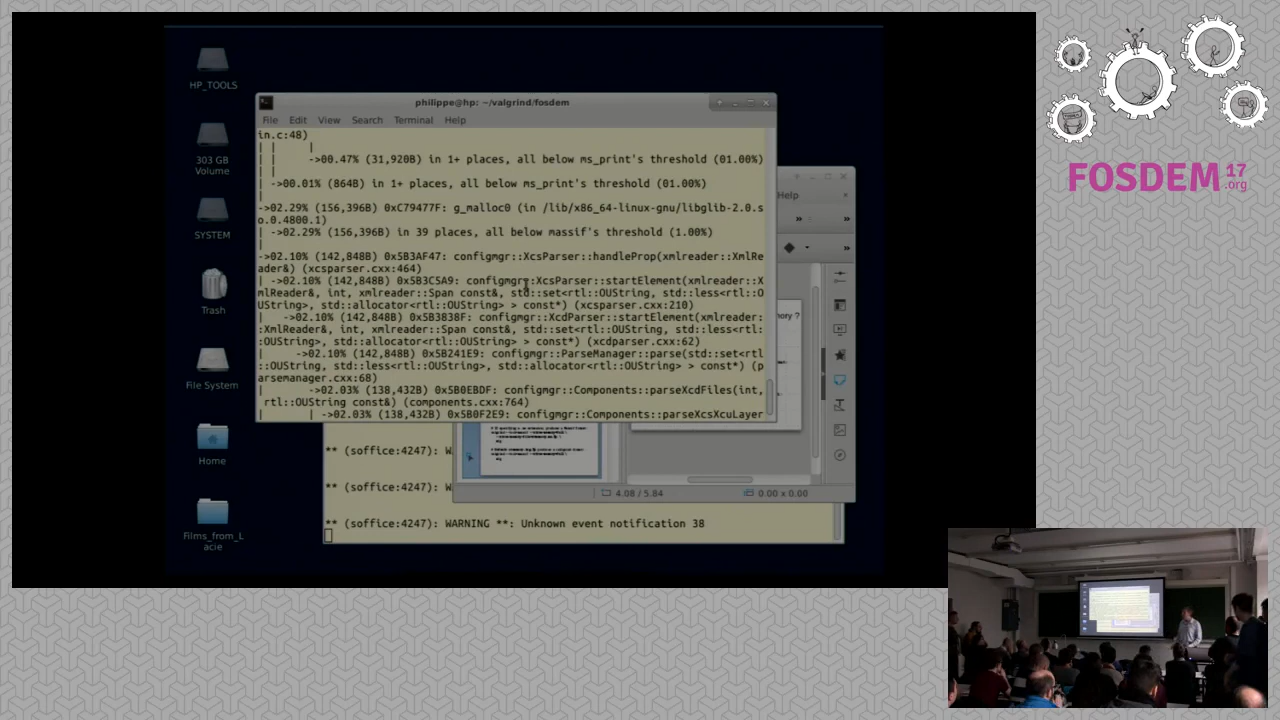 HP_TOOLS
303 GB
Volume
SYSTEM
Trash
File System
Home
Films_from_L
acie
philippe@hp: ~/valgrind/fosdem
File Edit View Search Terminal Help
in.c:48)
| |     |
| |     ->00.47% (31,920B) in 1+ places, all below ms_print's threshold (01.00%)
| |
| ->00.01% (864B) in 1+ places, all below ms_print's threshold (01.00%)
|
->02.29% (156,396B) 0xC79477F: g_malloc0 (in /lib/x86_64-linux-gnu/libglib-2.0.s
o.0.4800.1)
| ->02.29% (156,396B) in 39 places, all below massif's threshold (1.00%)
|
->02.10% (142,848B) 0x5B3AF47: configmgr::XcsParser::handleProp(xmlreader::XmlRe
ader&) (xcsparser.cxx:464)
| ->02.10% (142,848B) 0x5B3C5A9: configmgr::XcsParser::startElement(xmlreader::X
mlReader&, int, xmlreader::Span const&, std::set<rtl::OUString, std::less<rtl::O
UString>, std::allocator<rtl::OUString> > const*) (xcsparser.cxx:210)
|   ->02.10% (142,848B) 0x5B3838F: configmgr::XcdParser::startElement(xmlreader:
:XmlReader&, int, xmlreader::Span const&, std::set<rtl::OUString, std::less<rtl:
:OUString>, std::allocator<rtl::OUString> > const*) (xcdparser.cxx:62)
|     ->02.10% (142,848B) 0x5B241E9: configmgr::ParseManager::parse(std::set<rtl
::OUString, std::less<rtl::OUString>, std::allocator<rtl::OUString> > const*) (p
arsemanager.cxx:68)
|       ->02.03% (138,432B) 0x5B0EBDF: configmgr::Components::parseXcdFiles(int,
 rtl::OUString const&) (components.cxx:764)
|       | ->02.03% (138,432B) 0x5B0F2E9: configmgr::Components::parseXcsXcuLayer
Help
mory ?
4.08 / 5.84
0.00 x 0.00
** (soffice:4247): W
** (soffice:4247): W
** (soffice:4247): WARNING **: Unknown event notification 38
FOSDEM 17
.org